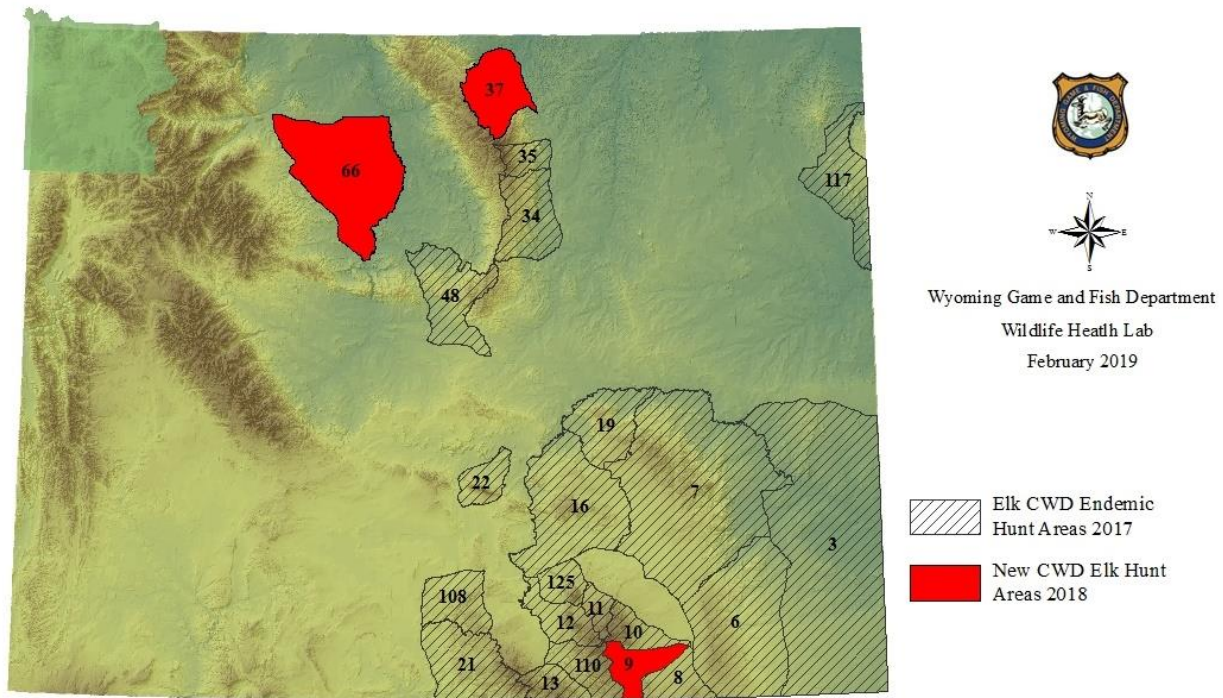 37
35
66
34
117
48
N
W E
S
Wyoming Game and Fish Department
Wildlife Heatlh Lab
February 2019
19
22
7
16
3
Elk CWD Endemic
Hunt Areas 2017
New CWD Elk Hunt
Areas 2018
125
108
11
12
6
10
21
110
9
13
8